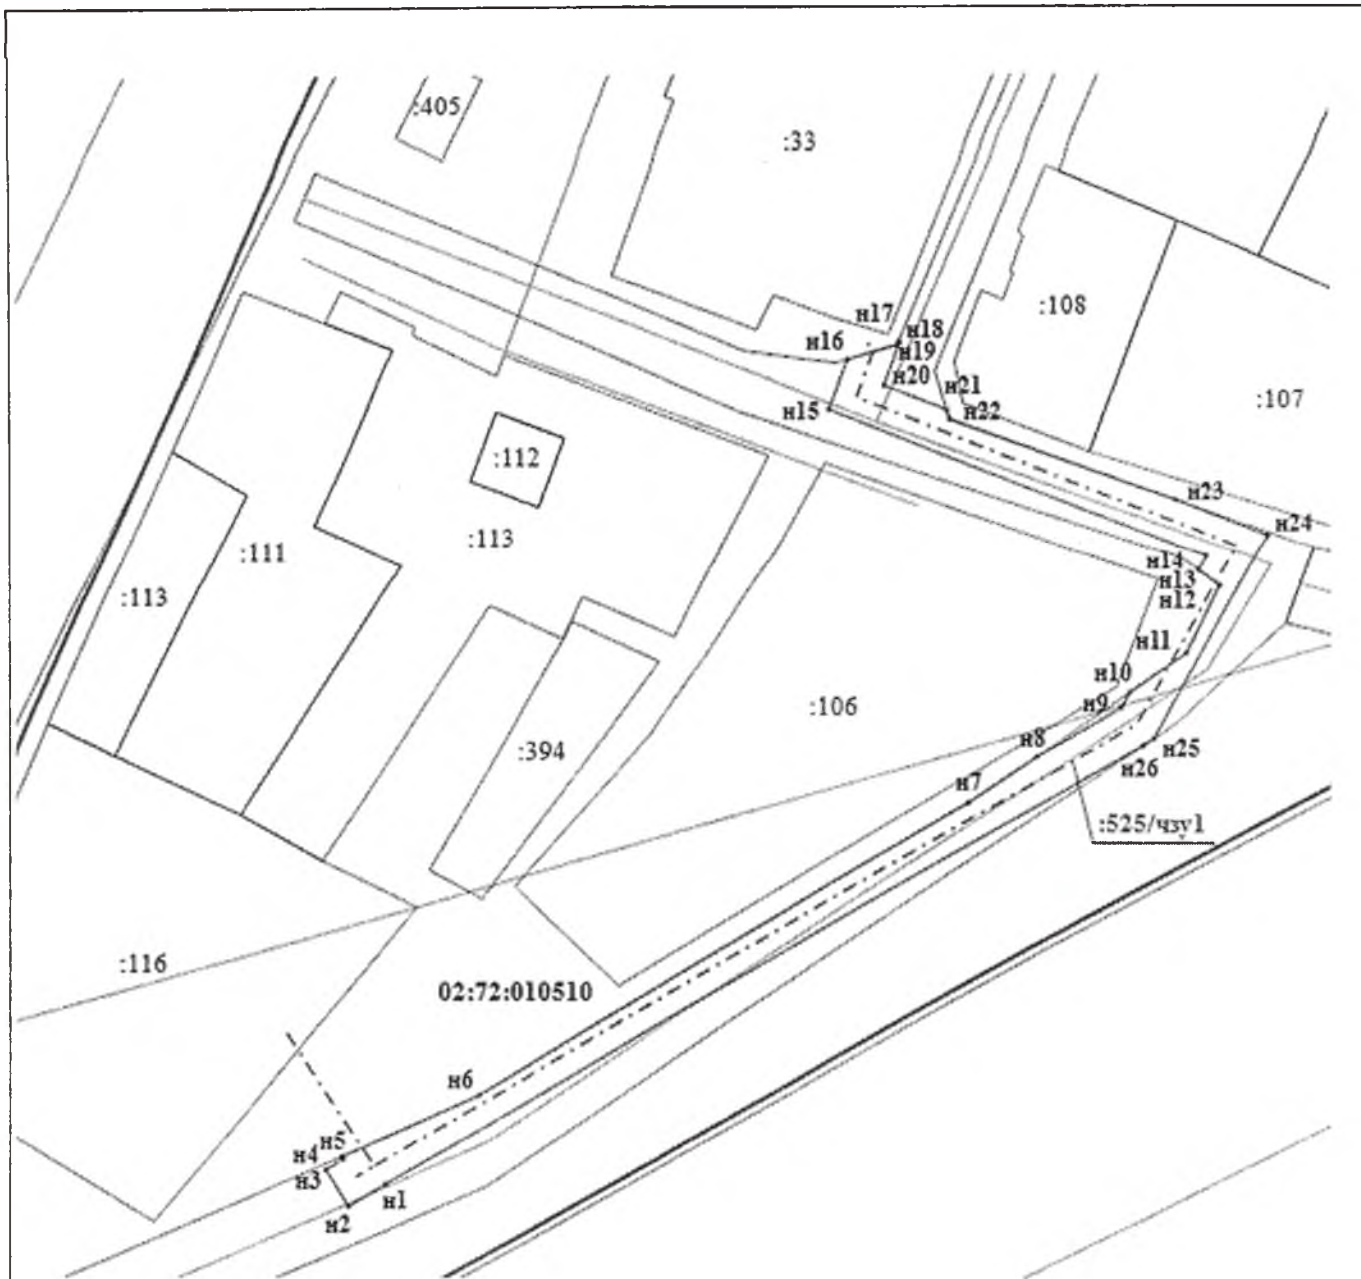 :405
:33
н17
н18
н16
н19
н20
:108
н21
н22
н15
:107
:112
н23
н24
:113
:111
н14
н13
н12
:113
н11
н10
н9
:106
н8
:394
н25
н26
н7
:525/чзу1
:116
02:72:010510
н6
н5
н4
н3
н1
н2